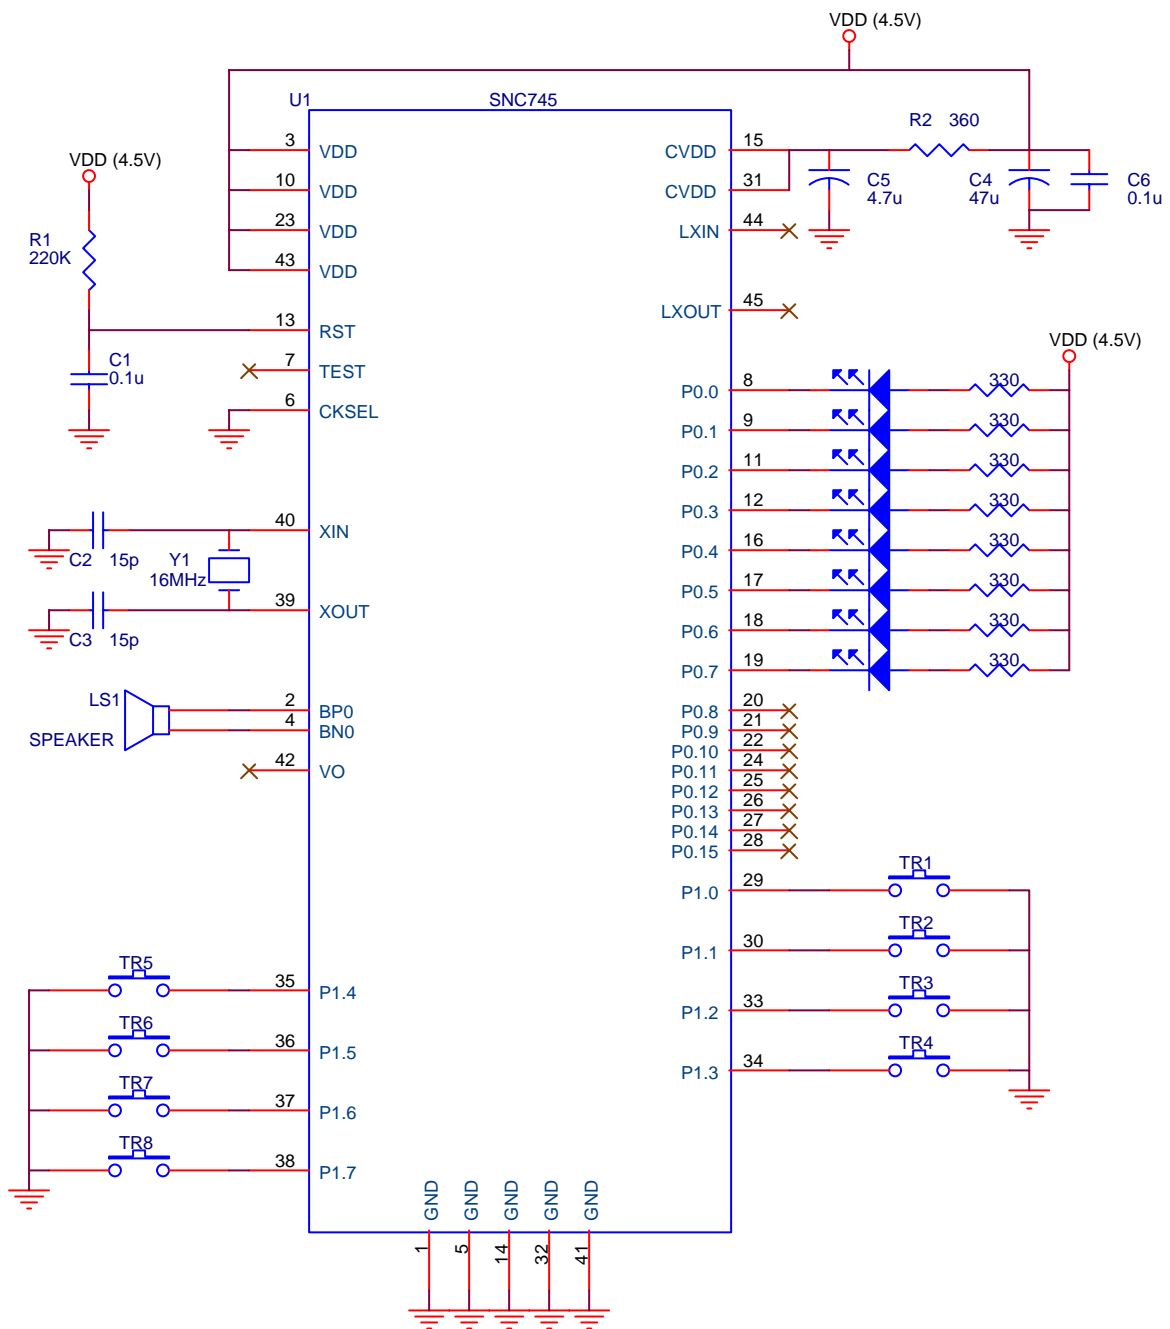 VDD (4.5V)
U1
SNC745
VDD (4.5V)
R1
220K
C1
0.1u
3 VDD
10 VDD
23 VDD
43 VDD
13 RST
7 TEST
6 CKSEL
40 XIN
39 XOUT
C2 15p
Y1
16MHz
C3 15p
LS1
SPEAKER
2 BP0
4 BN0
42 VO
TR5
35 P1.4
TR6
36 P1.5
TR7
37 P1.6
TR8
38 P1.7
CVDD 15
CVDD 31
R2 360
C5
4.7u
C4
47u
C6
0.1u
LXIN 44
LXOUT 45
VDD (4.5V)
P0.0 8 330
P0.1 9 330
P0.2 11 330
P0.3 12 330
P0.4 16 330
P0.5 17 330
P0.6 18 330
P0.7 19 330
P0.8 20
P0.9 21
P0.10 22
P0.11 24
P0.12 25
P0.13 26
P0.14 27
P0.15 28
TR1
P1.0 29
TR2
P1.1 30
TR3
P1.2 33
TR4
P1.3 34
GND GND GND GND GND
1 5 14 32 41